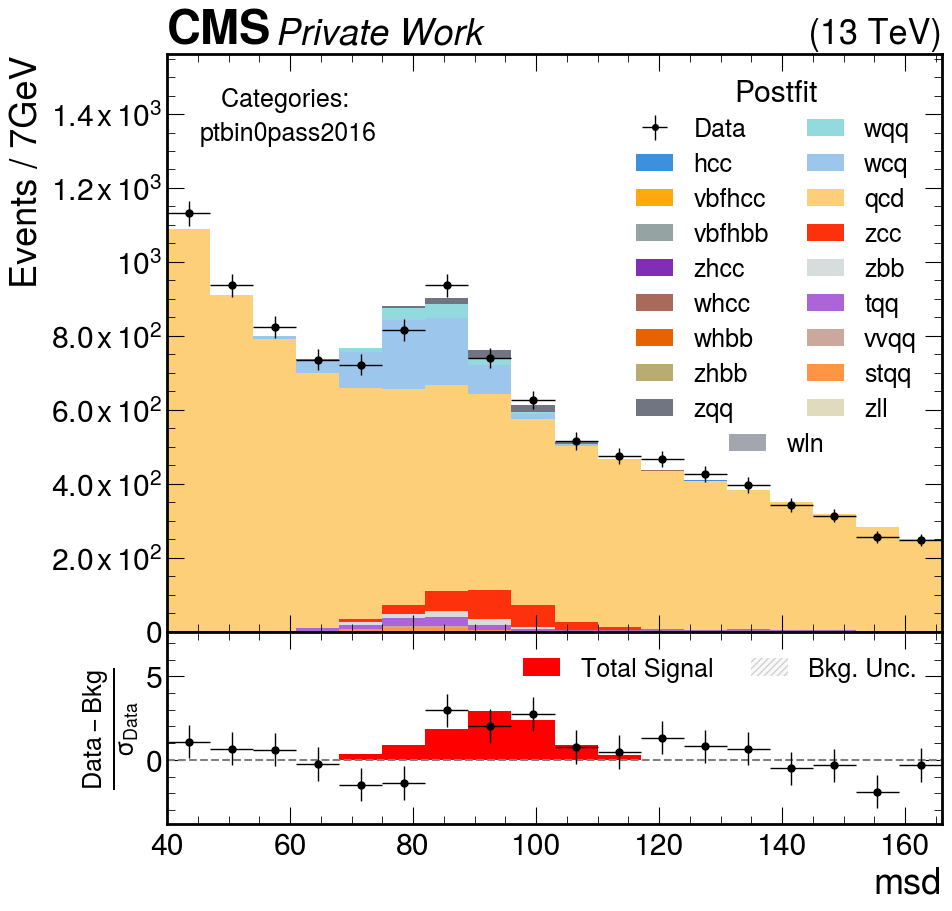 CMS Private Work (13 TeV)
Events / 7GeV
1.4 x 10³
1.2 x 10³
10³
8.0 x 10²
6.0 x 10²
4.0 x 10²
2.0 x 10²
0
Categories:
ptbin0pass2016
Postfit
Data wqq
hcc wcq
vbfhcc qcd
vbfhbb zcc
zhcc zbb
whcc tqq
whbb vvqq
zhbb stqq
zqq zll
wln
Data − Bkg
σData
5
0
Total Signal Bkg. Unc.
40 60 80 100 120 140 160
msd